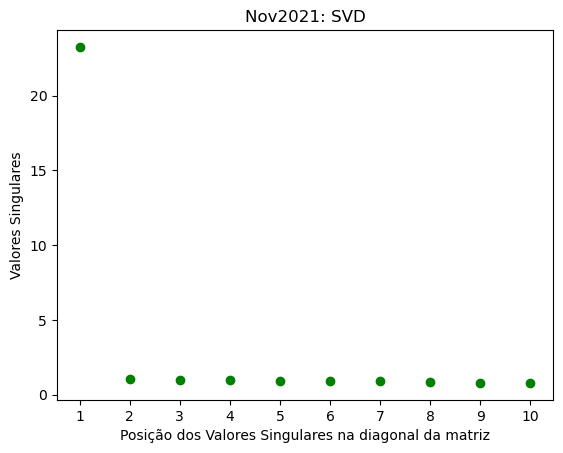 Nov2021: SVD
Valores Singulares
20
15
10
5
0
1 2 3 4 5 6 7 8 9 10
Posição dos Valores Singulares na diagonal da matriz